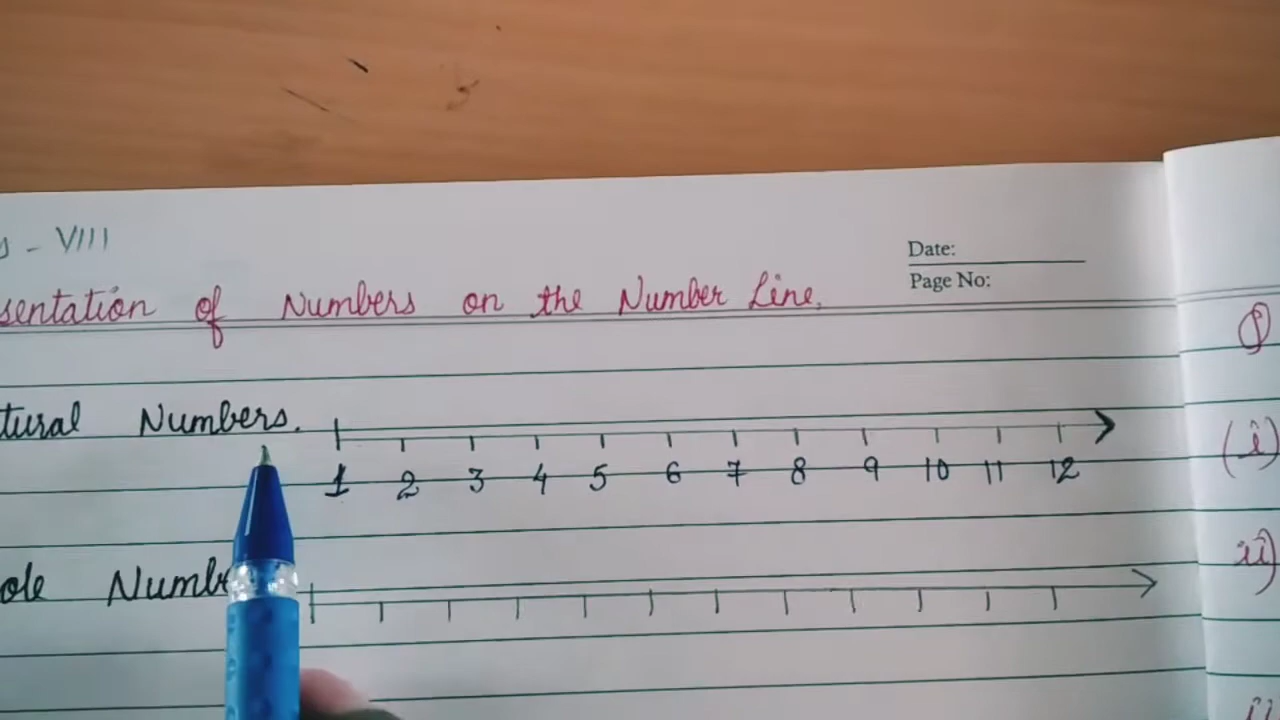 - VIII
Date:
Page No:
sentation of Numbers on the Number Line.
tural Numbers.
1 2 3 4 5 6 7 8 9 10 11 12
(i)
ole Numb
ii)